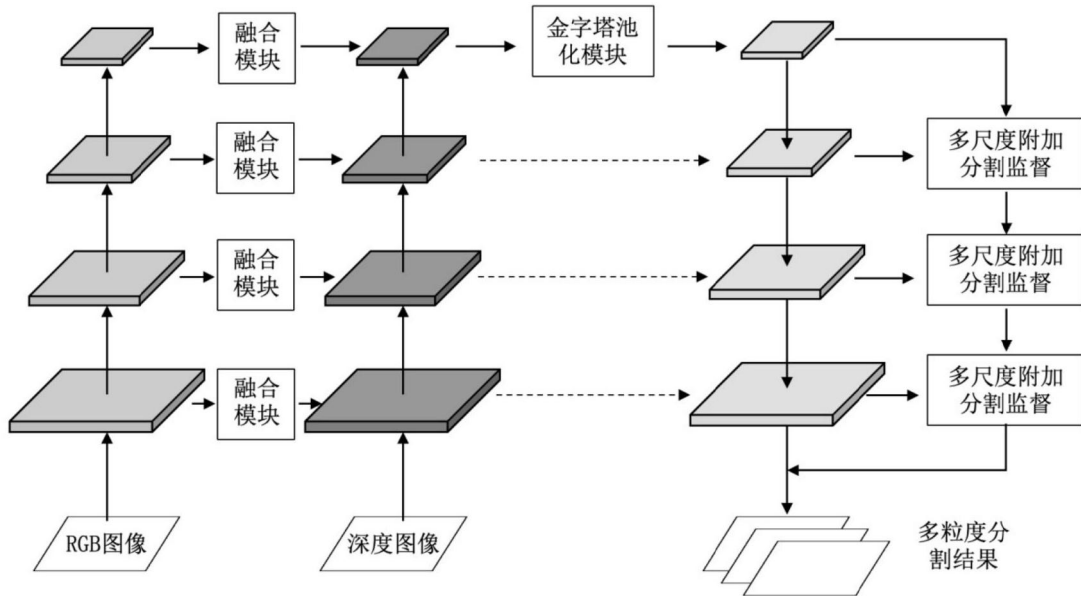 融合
模块
金字塔池
化模块
融合
模块
多尺度附加
分割监督
融合
模块
多尺度附加
分割监督
融合
模块
多尺度附加
分割监督
RGB图像
深度图像
多粒度分
割结果